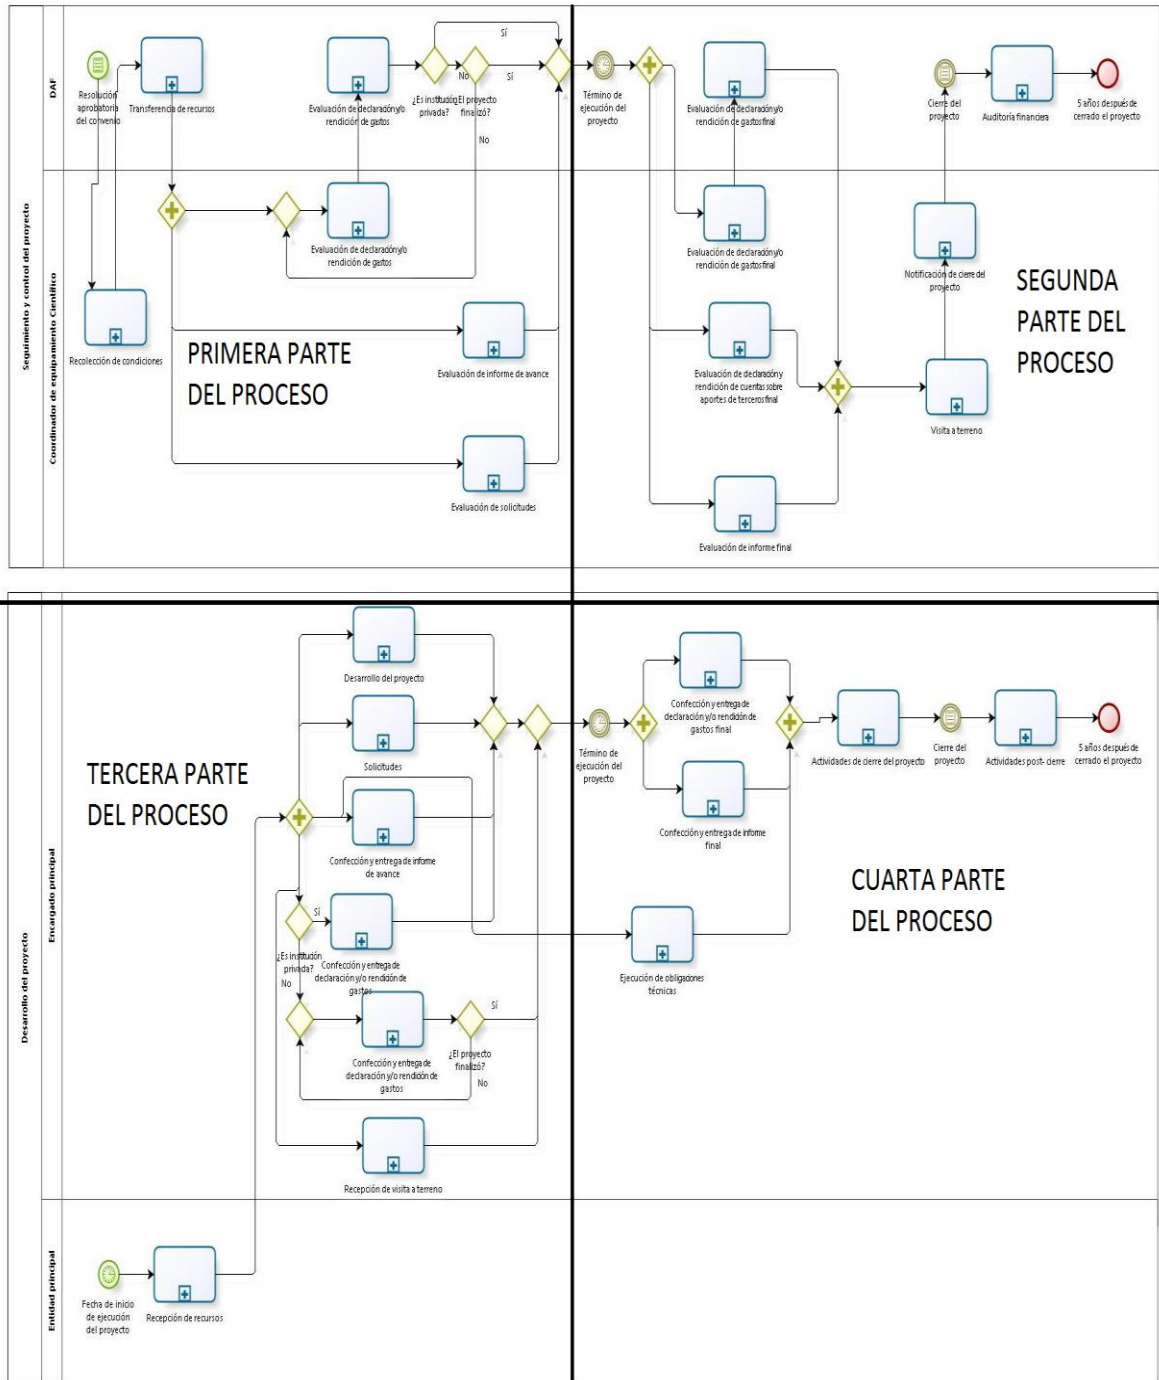 Seguimiento y control del proyecto
DAF
Resolución
aprobatoria
del convenio
Transferencia de recursos
Evaluación de declaración y/o
rendición de gastos
¿Es institución
privada?
No
¿El proyecto
finalizó?
Sí
Sí
No
Término de
ejecución del
proyecto
Evaluación de declaración y/o
rendición de gastos final
Cierre del
proyecto
Auditoría financiera
5 años después de
cerrado el proyecto
Coordinador de equipamiento Científico
Recolección de condiciones
Evaluación de declaración y/o
rendición de gastos
PRIMERA PARTE
DEL PROCESO
Evaluación de informe de avance
Evaluación de solicitudes
Evaluación de declaración y/o
rendición de gastos final
Evaluación de declaración y
rendición de cuentas sobre
aportes de terceros final
Evaluación de informe final
Notificación de cierre del
proyecto
Visita a terreno
SEGUNDA
PARTE DEL
PROCESO
Desarrollo del proyecto
Encargado principal
TERCERA PARTE
DEL PROCESO
Desarrollo del proyecto
Solicitudes
Confección y entrega de informe
de avance
¿Es institución
privada?
Sí
No
Confección y entrega de
declaración y/o rendición de
gastos
Confección y entrega de
declaración y/o rendición de
gastos
¿El proyecto
finalizó?
Sí
No
Recepción de visita a terreno
Término de
ejecución del
proyecto
Confección y entrega de
declaración y/o rendición de
gastos final
Confección y entrega de informe
final
Ejecución de obligaciones
técnicas
Actividades de cierre del proyecto
Cierre del
proyecto
Actividades post- cierre
5 años después de
cerrado el proyecto
CUARTA PARTE
DEL PROCESO
Entidad principal
Fecha de inicio
de ejecución
del proyecto
Recepción de recursos